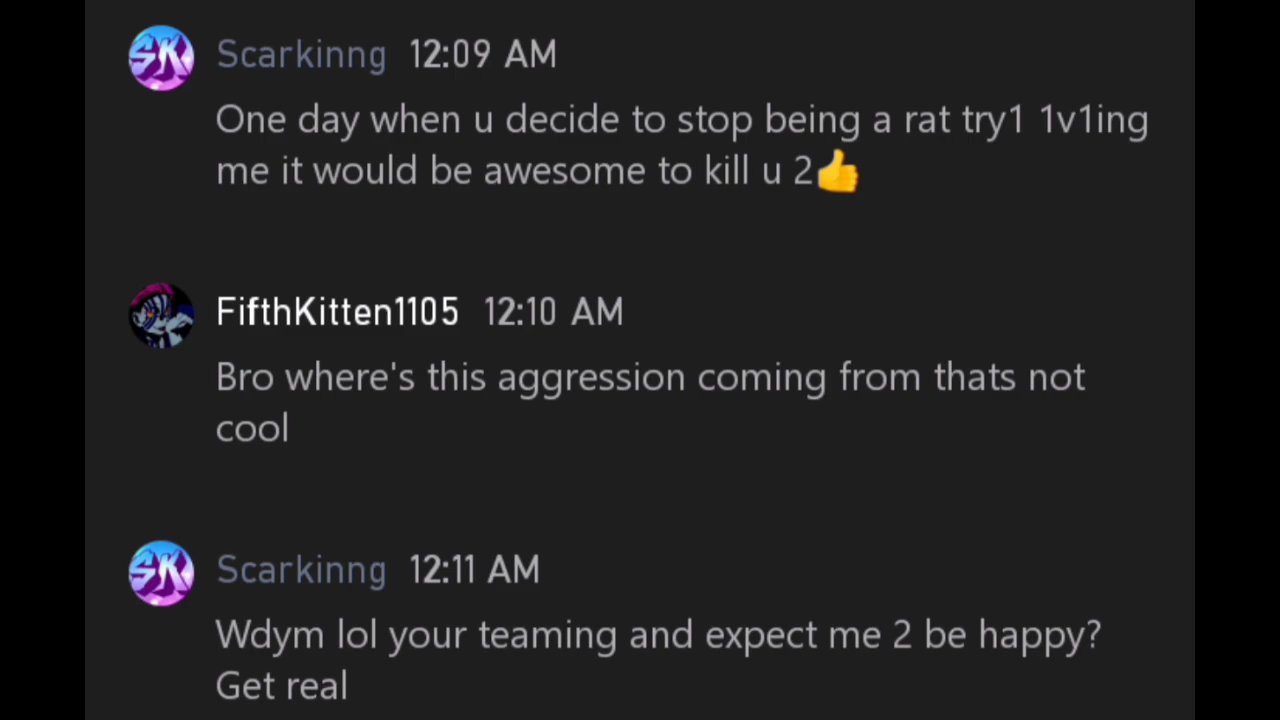 SK Scarkinng 12:09 AM
One day when u decide to stop being a rat try1 1v1ing
me it would be awesome to kill u 2👍
FifthKitten1105 12:10 AM
Bro where's this aggression coming from thats not
cool
SK Scarkinng 12:11 AM
Wdym lol your teaming and expect me 2 be happy?
Get real